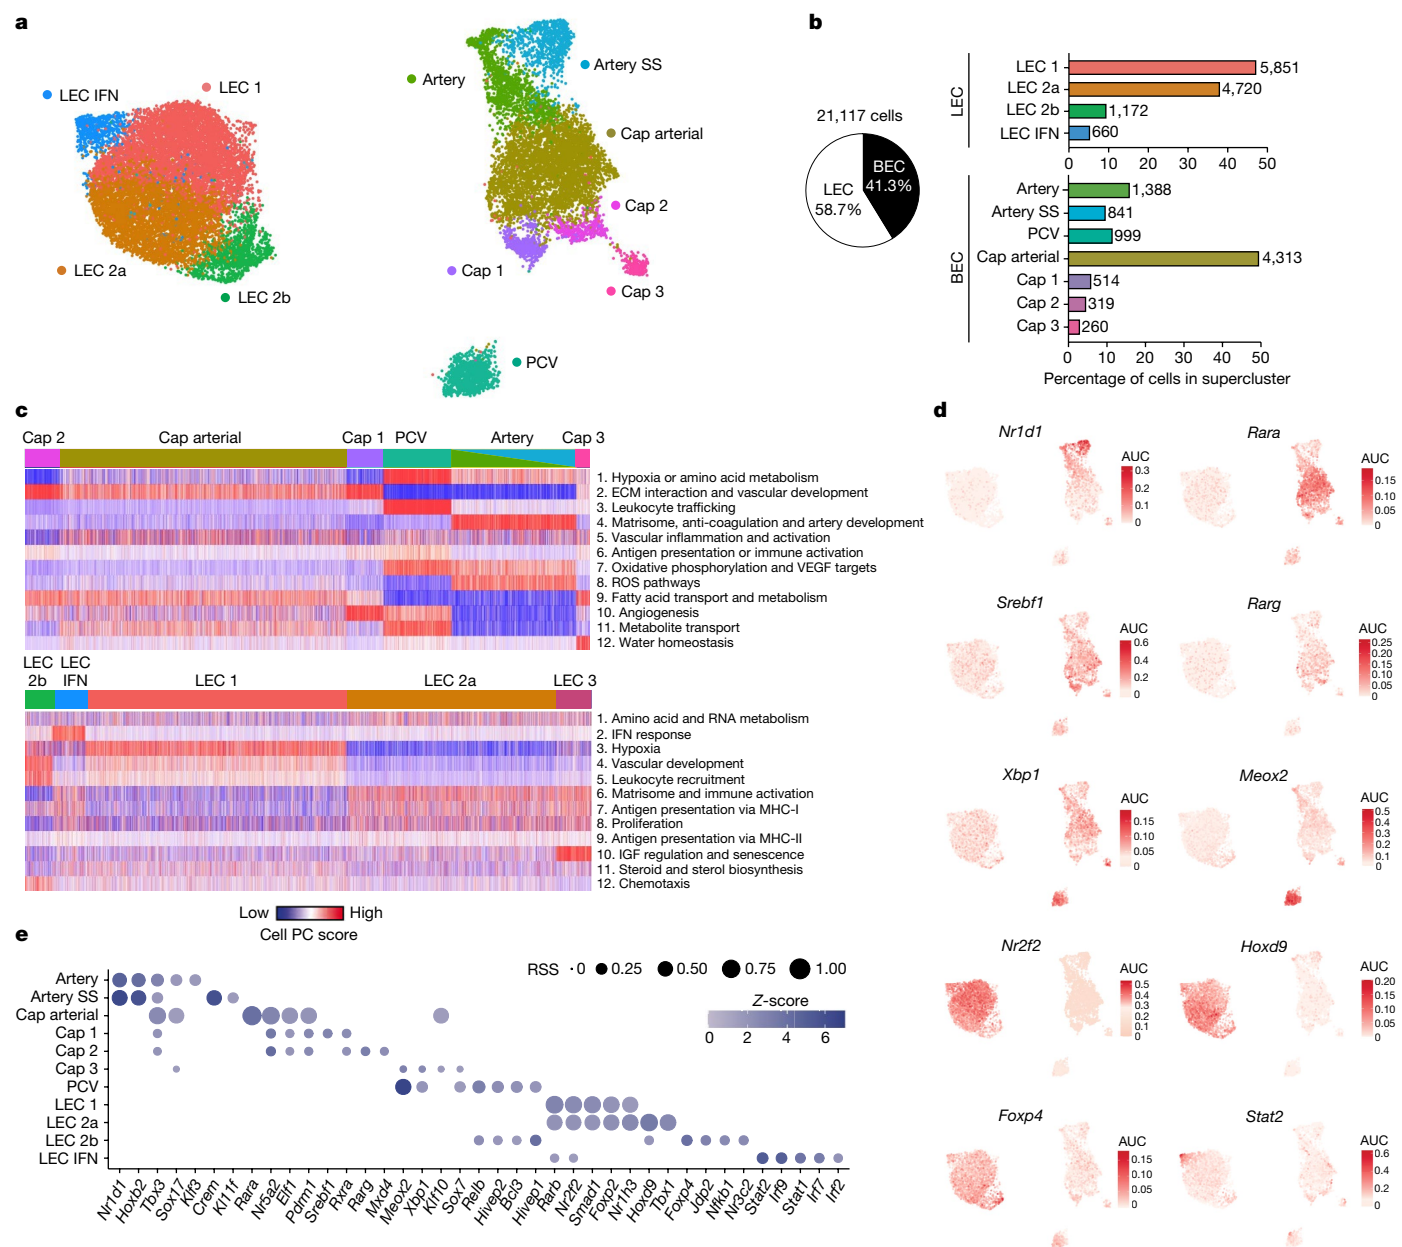 a
LEC IFN
LEC 1
LEC 2a
LEC 2b
Artery
Artery SS
Cap arterial
Cap 2
Cap 1
Cap 3
PCV
b
21,117 cells
BEC
41.3%
LEC
58.7%
LEC
LEC 1
5,851
LEC 2a
4,720
LEC 2b
1,172
LEC IFN
660
0 10 20 30 40 50
BEC
Artery
1,388
Artery SS
841
PCV
999
Cap arterial
4,313
Cap 1
514
Cap 2
319
Cap 3
260
0 10 20 30 40 50
Percentage of cells in supercluster
c
Cap 2 Cap arterial Cap 1 PCV Artery Cap 3
1. Hypoxia or amino acid metabolism
2. ECM interaction and vascular development
3. Leukocyte trafficking
4. Matrisome, anti-coagulation and artery development
5. Vascular inflammation and activation
6. Antigen presentation or immune activation
7. Oxidative phosphorylation and VEGF targets
8. ROS pathways
9. Fatty acid transport and metabolism
10. Angiogenesis
11. Metabolite transport
12. Water homeostasis
LEC LEC
2b IFN LEC 1 LEC 2a LEC 3
1. Amino acid and RNA metabolism
2. IFN response
3. Hypoxia
4. Vascular development
5. Leukocyte recruitment
6. Matrisome and immune activation
7. Antigen presentation via MHC-I
8. Proliferation
9. Antigen presentation via MHC-II
10. IGF regulation and senescence
11. Steroid and sterol biosynthesis
12. Chemotaxis
Low High
Cell PC score
d
Nr1d1
AUC
0.3
0.2
0.1
0
Rara
AUC
0.15
0.10
0.05
0
Srebf1
AUC
0.6
0.4
0.2
0
Rarg
AUC
0.25
0.20
0.15
0.10
0.05
0
Xbp1
AUC
0.15
0.10
0.05
0
Meox2
AUC
0.5
0.4
0.3
0.2
0.1
0
Nr2f2
AUC
0.5
0.4
0.3
0.2
0.1
0
Hoxd9
AUC
0.20
0.15
0.10
0.05
0
Foxp4
AUC
0.15
0.10
0.05
0
Stat2
AUC
0.6
0.4
0.2
0
e
RSS 0 0.25 0.50 0.75 1.00
Z-score
0 2 4 6
Artery
Artery SS
Cap arterial
Cap 1
Cap 2
Cap 3
PCV
LEC 1
LEC 2a
LEC 2b
LEC IFN
Nr1d1
Hoxb2
Tbx3
Sox17
Klf3
Crem
Kl11f
Rara
Nr5a2
Elf1
Pdrm1
Srebf1
Rxra
Rarg
Mxd4
Meox2
Xbp1
Klf10
Sox7
Relb
Hivep2
Bcl3
Hivep1
Rarb
Nr2f2
Smad1
Foxp2
Nr1h3
Hoxd9
Tbx1
Foxp4
Jdp2
Nfkb1
Nr3c2
Stat2
Irf9
Stat1
Irf7
Irf2